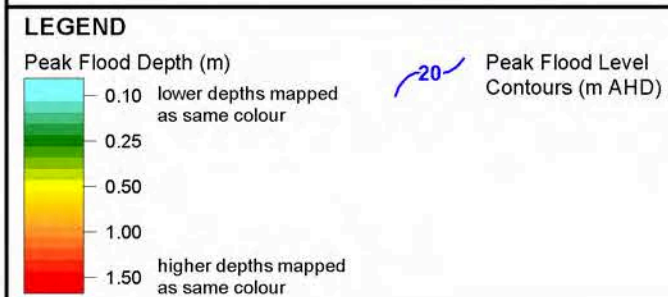 LEGEND
Peak Flood Depth (m)
0.10 lower depths mapped
as same colour
0.25
0.50
1.00
1.50 higher depths mapped
as same colour
20
Peak Flood Level
Contours (m AHD)